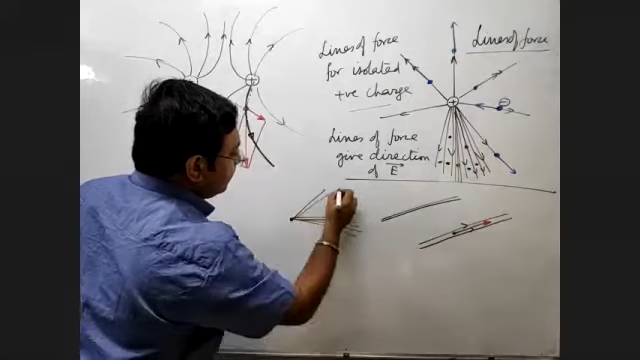 Lines of force
for isolated
+ve charge
Lines of force
give direction
of E⃗
Lines of force
+
+
−